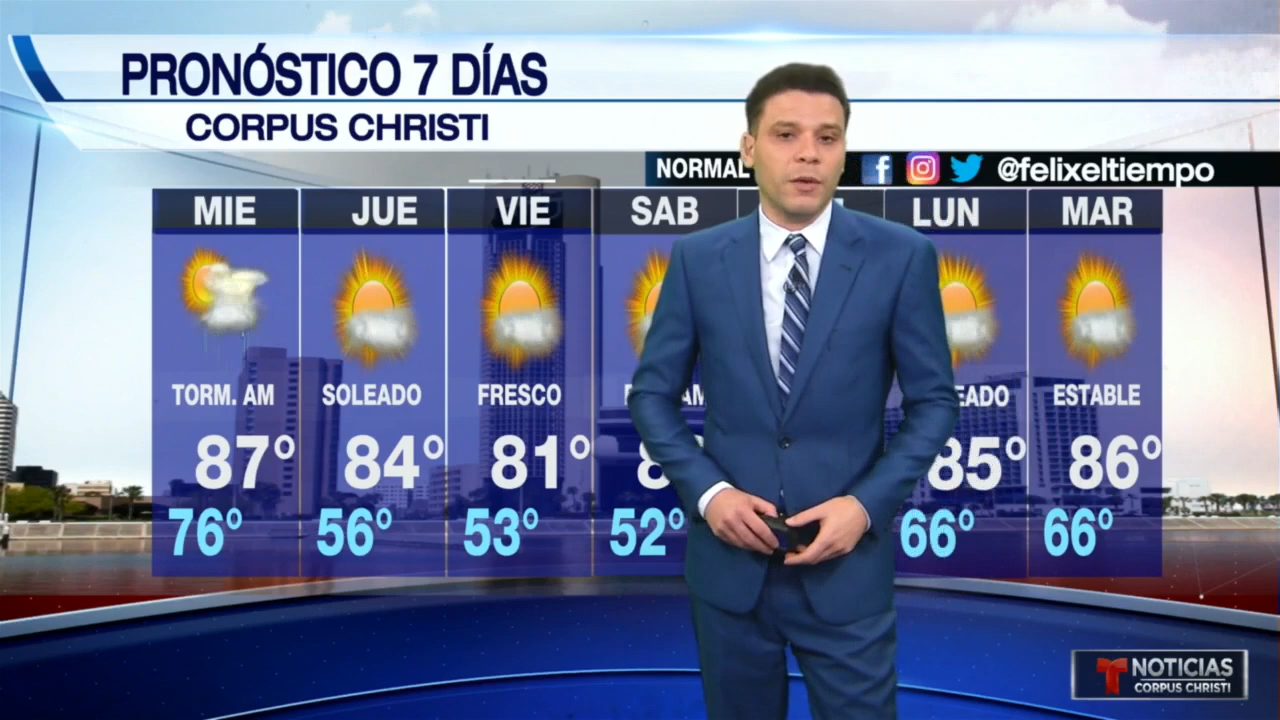 PRONÓSTICO 7 DÍAS
CORPUS CHRISTI
NORMAL
@felixeltiempo
MIE JUE VIE SAB LUN MAR
TORM. AM SOLEADO FRESCO ESTABLE
87° 84° 81° 85° 86°
76° 56° 53° 52° 66° 66°
NOTICIAS
CORPUS CHRISTI